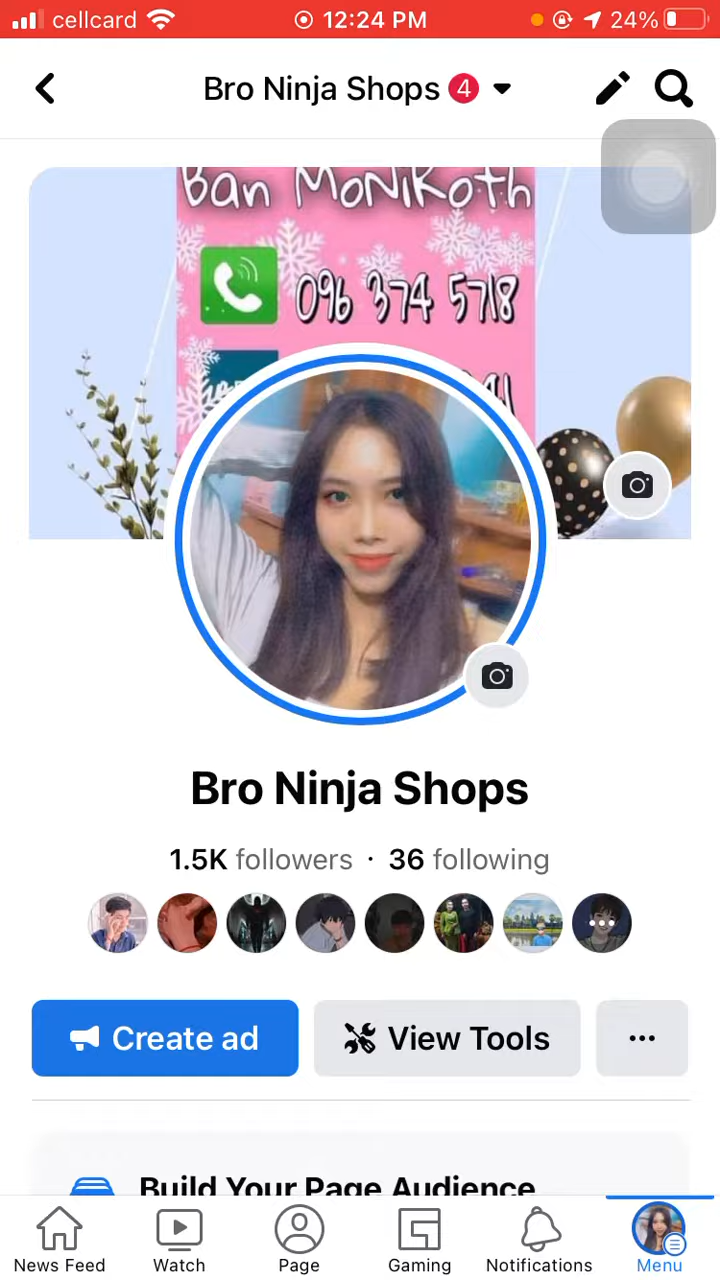 cellcard 12:24 PM 24%
Bro Ninja Shops 4
Ban MoNiRoth
096 374 5718
Bro Ninja Shops
1.5K followers · 36 following
Create ad
View Tools
Build Your Page Audience
News Feed
Watch
Page
Gaming
Notifications
Menu